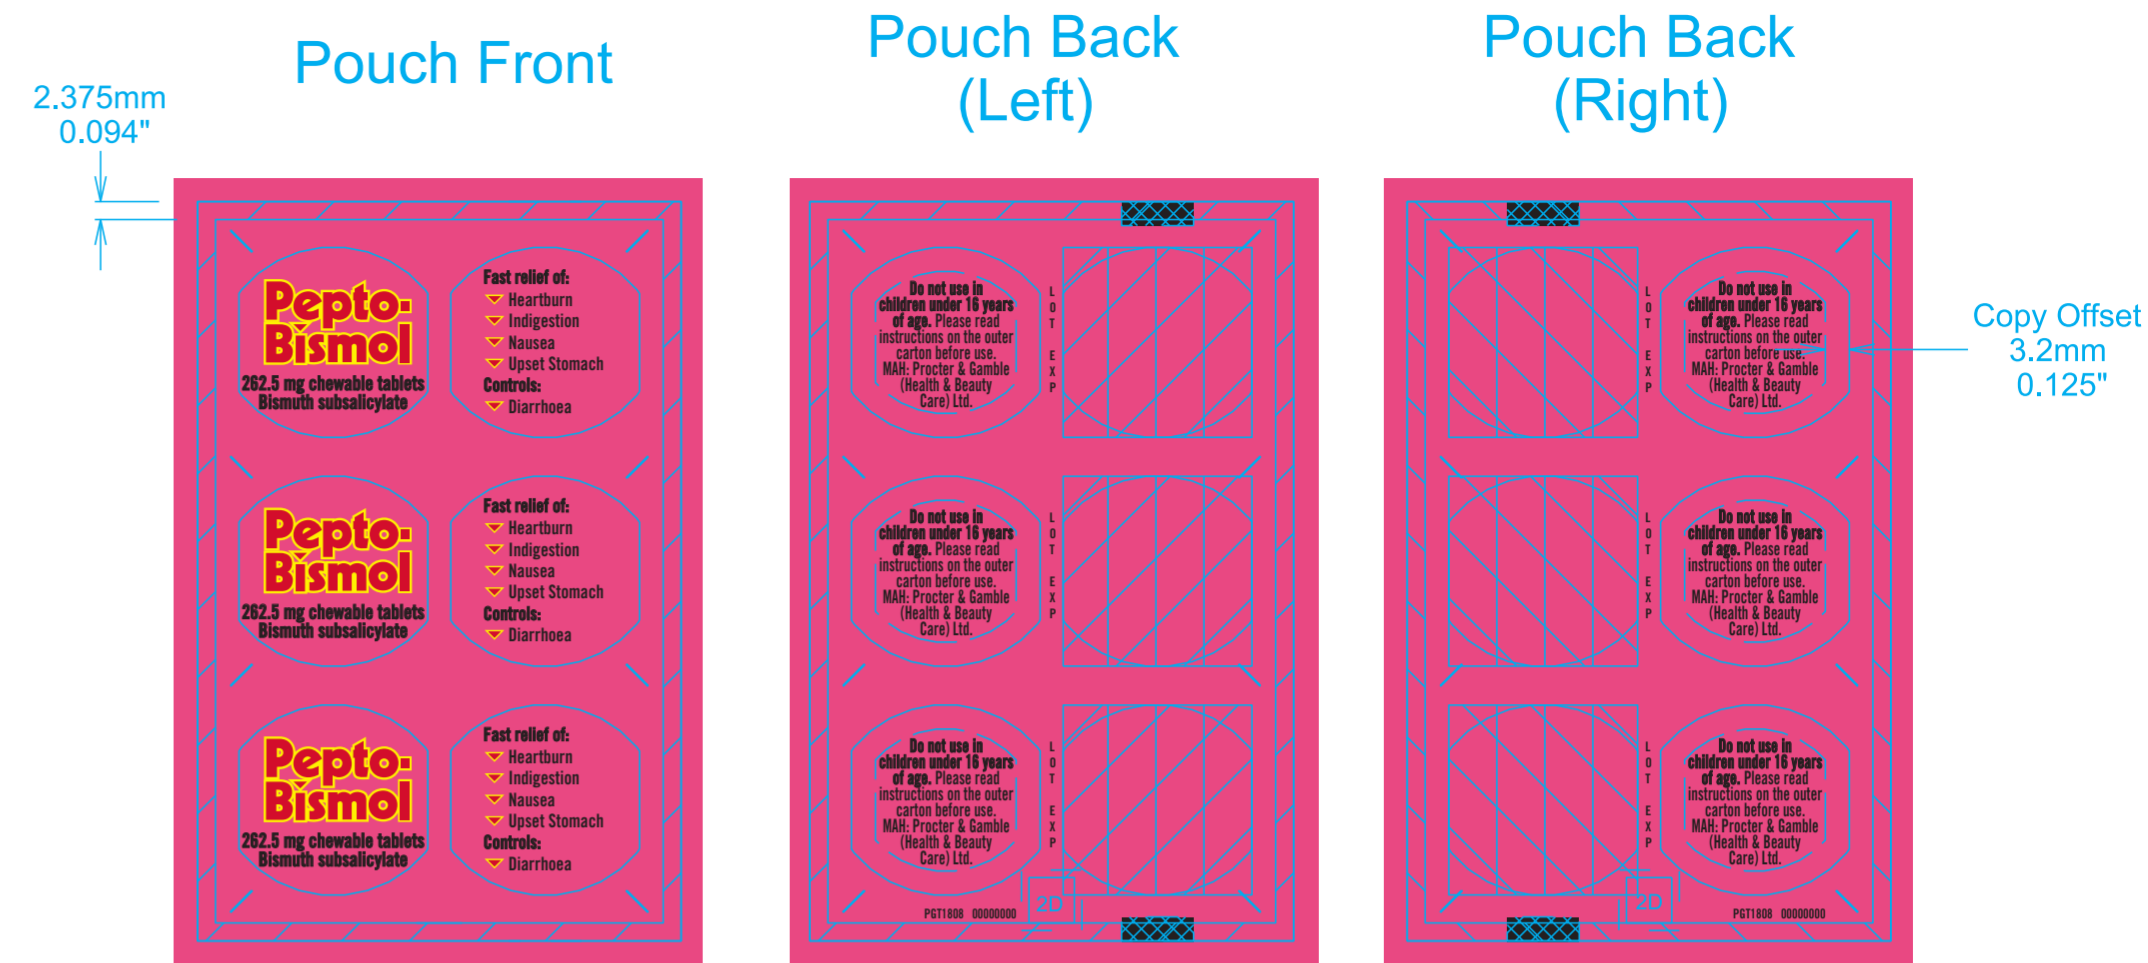 Pouch Front
Pouch Back
(Left)
Pouch Back
(Right)
2.375mm
0.094"
Pepto-
Bismol
262.5 mg chewable tablets
Bismuth subsalicylate
Fast relief of:
Heartburn
Indigestion
Nausea
Upset Stomach
Controls:
Diarrhoea
Pepto-
Bismol
262.5 mg chewable tablets
Bismuth subsalicylate
Fast relief of:
Heartburn
Indigestion
Nausea
Upset Stomach
Controls:
Diarrhoea
Pepto-
Bismol
262.5 mg chewable tablets
Bismuth subsalicylate
Fast relief of:
Heartburn
Indigestion
Nausea
Upset Stomach
Controls:
Diarrhoea
Do not use in
children under 16 years
of age. Please read
instructions on the outer
carton before use.
MAH: Procter & Gamble
(Health & Beauty
Care) Ltd.
LOT EXP
Do not use in
children under 16 years
of age. Please read
instructions on the outer
carton before use.
MAH: Procter & Gamble
(Health & Beauty
Care) Ltd.
LOT EXP
Do not use in
children under 16 years
of age. Please read
instructions on the outer
carton before use.
MAH: Procter & Gamble
(Health & Beauty
Care) Ltd.
LOT EXP
PGT1808 00000000
2D
LOT EXP
Do not use in
children under 16 years
of age. Please read
instructions on the outer
carton before use.
MAH: Procter & Gamble
(Health & Beauty
Care) Ltd.
LOT EXP
Do not use in
children under 16 years
of age. Please read
instructions on the outer
carton before use.
MAH: Procter & Gamble
(Health & Beauty
Care) Ltd.
LOT EXP
Do not use in
children under 16 years
of age. Please read
instructions on the outer
carton before use.
MAH: Procter & Gamble
(Health & Beauty
Care) Ltd.
2D
PGT1808 00000000
Copy Offset
3.2mm
0.125"